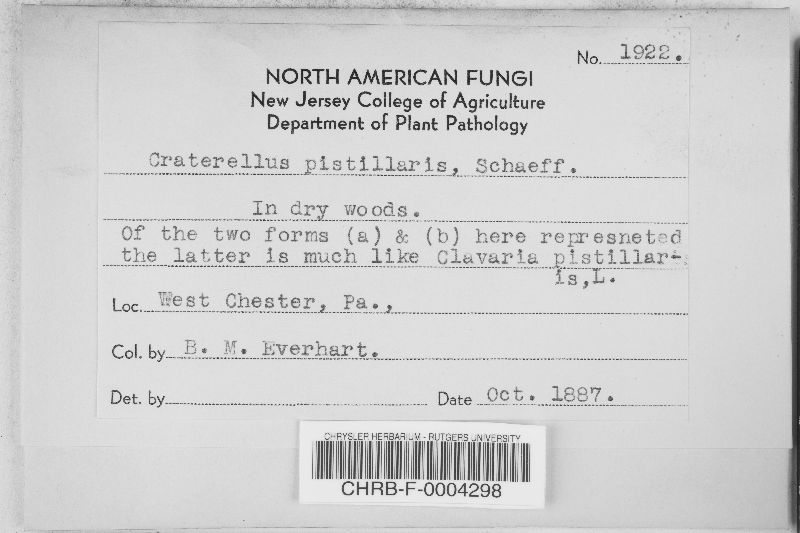 No. 1922.
NORTH AMERICAN FUNGI
New Jersey College of Agriculture
Department of Plant Pathology
Craterellus pistillaris, Schaeff.
In dry woods.
Of the two forms (a) & (b) here represneted
the latter is much like Clavaria pistillar-
is,L.
Loc. West Chester, Pa.,
Col. by B. M. Everhart.
Det. by Date Oct. 1887.
CHRYSLER HERBARIUM - RUTGERS UNIVERSITY
CHRB-F-0004298